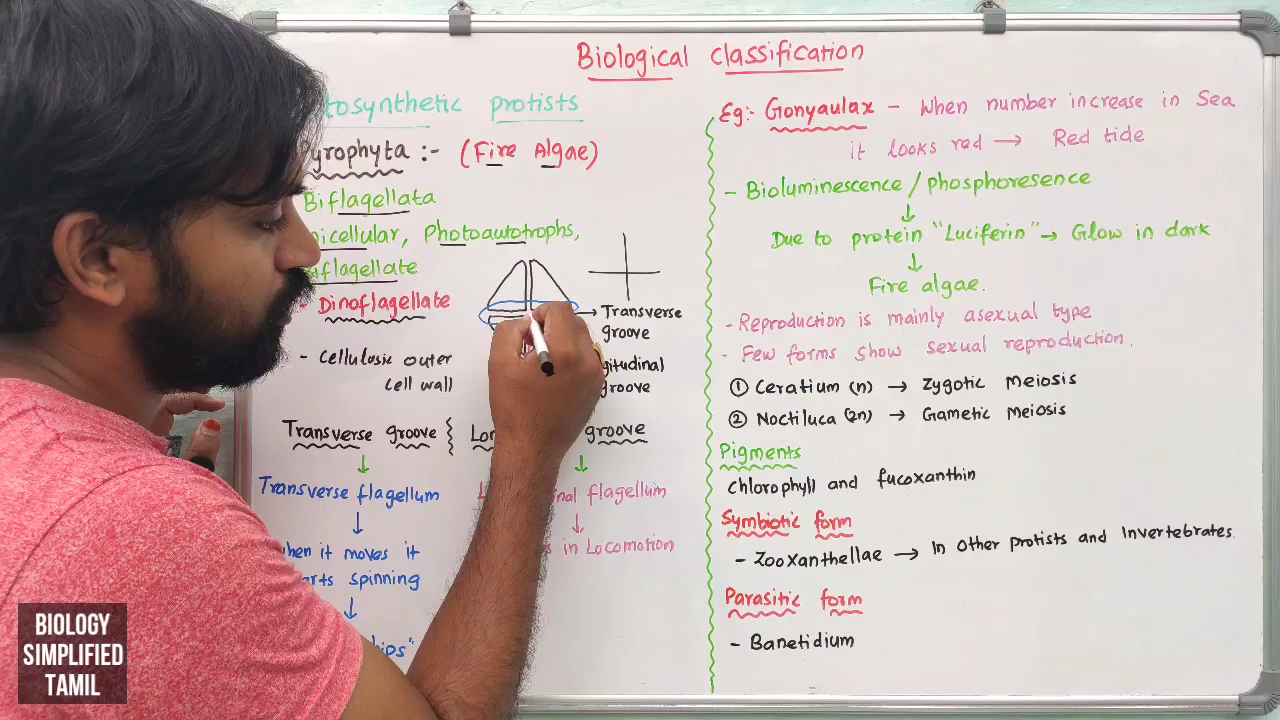 Biological classification
tosynthetic protists
Pyrophyta :- (Fire Algae)
Biflagellata
nicellular, Photoautotrophs,
flagellate
- Dinoflagellate
- Cellulosic outer
cell wall
Transverse
groove
gitudinal
groove
Transverse groove
Lon groove
Transverse flagellum
inal flagellum
hen it moves it
arts spinning
s in Locomotion
ips"
Eg:- Gonyaulax - When number increase in Sea
it looks red → Red tide
- Bioluminescence / phosphoresence
↓
Due to protein "Luciferin" → Glow in dark
↓
Fire algae.
- Reproduction is mainly asexual type
- Few forms show sexual reproduction.
① Ceratium (n) → Zygotic Meiosis
② Noctiluca (2n) → Gametic Meiosis
Pigments
Chlorophyll and fucoxanthin
Symbiotic form
- Zooxanthellae → In Other protists and Invertebrates.
Parasitic form
- Banetidium
BIOLOGY
SIMPLIFIED
TAMIL